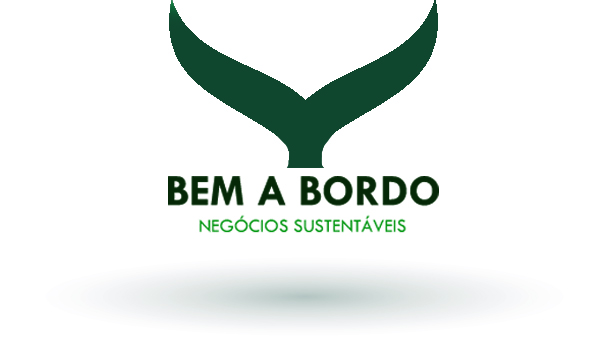 BEM A BORDO
NEGÓCIOS SUSTENTÁVEIS